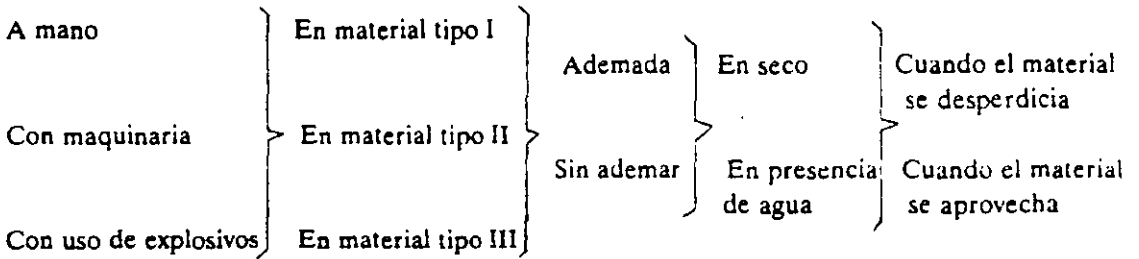 A mano
Con maquinaria
Con uso de explosivos
En material tipo I
En material tipo II
En material tipo III
Ademada
Sin ademar
En seco
En presencia
de agua
Cuando el material
se desperdicia
Cuando el material
se aprovecha